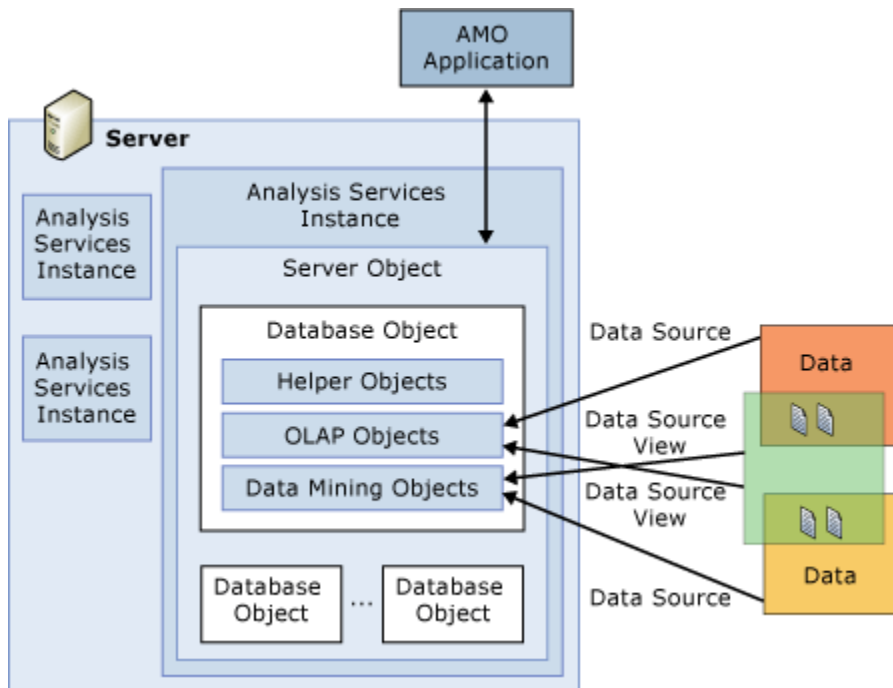 AMO
Application
Server
Analysis Services
Instance
Analysis
Services
Instance
Server Object
Database Object
Helper Objects
OLAP Objects
Data Mining Objects
Analysis
Services
Instance
Database
Object
...
Database
Object
Data Source
Data Source
View
Data Source
View
Data Source
Data
Data